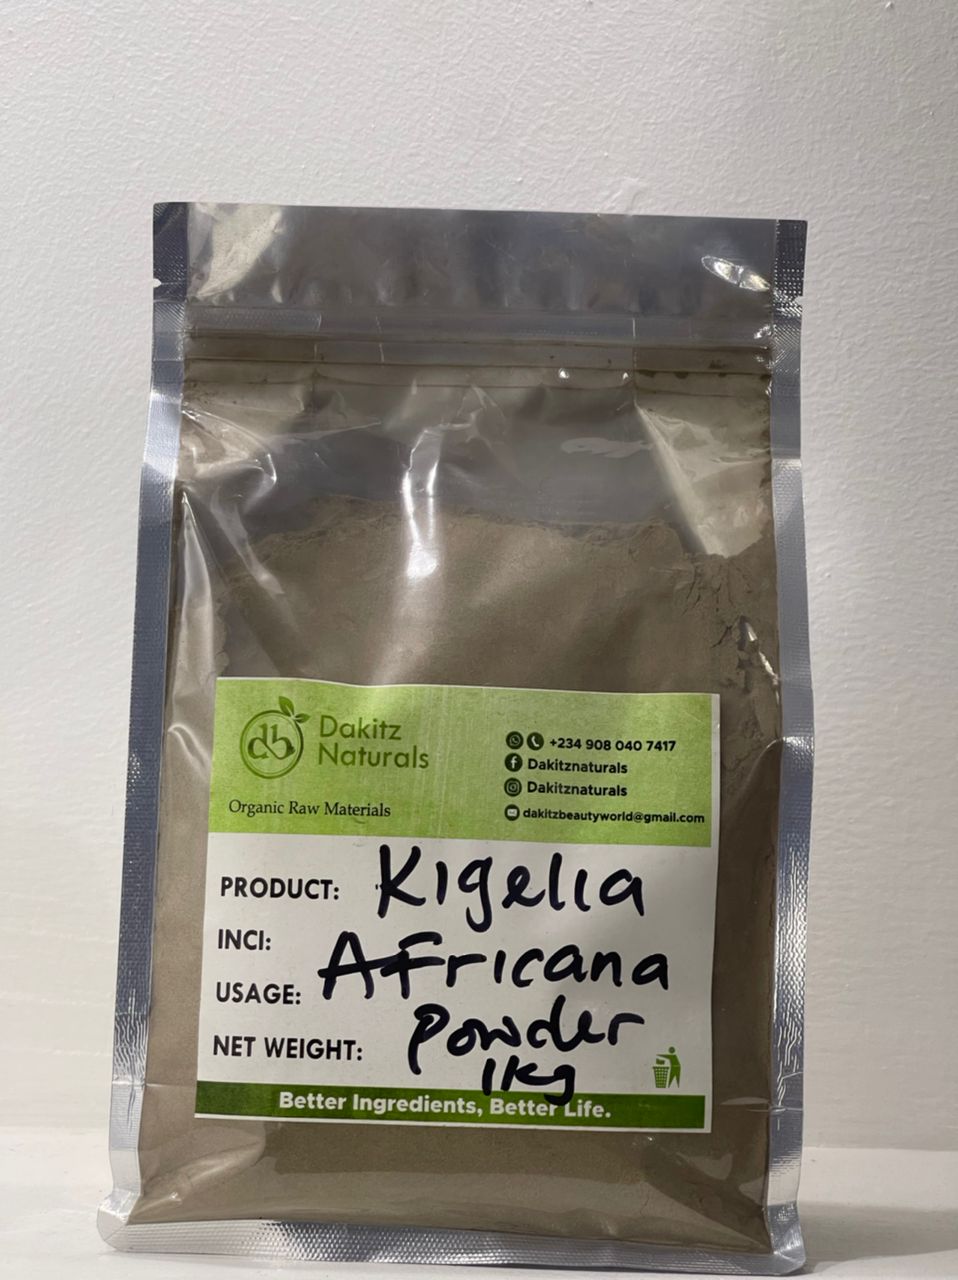 Dakitz
Naturals
Organic Raw Materials
+234 908 040 7417
Dakitznaturals
Dakitznaturals
dakitzbeautyworld@gmail.com
PRODUCT: Kigelia
INCI: Africana
USAGE: Powder
NET WEIGHT: 1kg
Better Ingredients, Better Life.